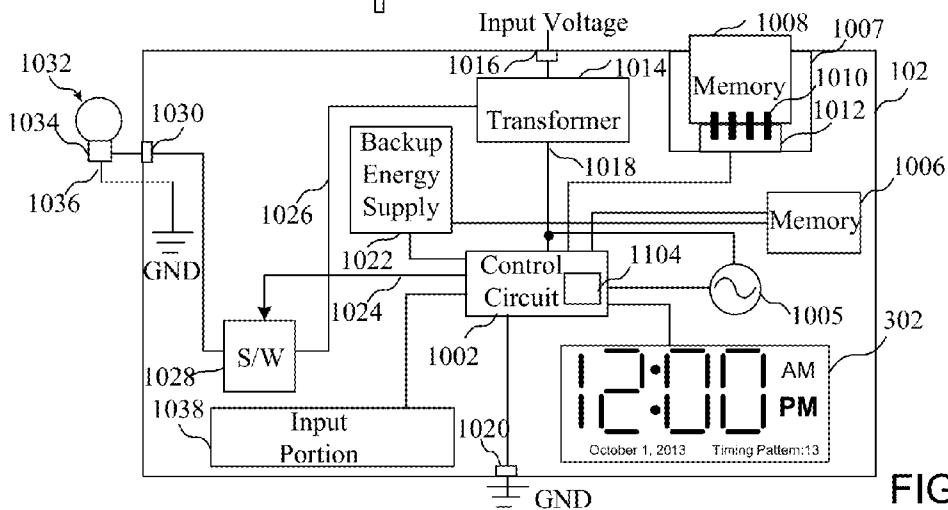 Input Voltage
1008
1007
1032
1016
1014
1010
102
Memory
1012
1034
1030
Transformer
Backup
Energy
Supply
1018
1006
1036
1026
Memory
1022
Control
Circuit
1104
GND
1024
1005
302
S/W
1002
12:00 AM
PM
1028
1038
Input
Portion
1020
October 1, 2013 Timing Pattern:13
GND
FIG